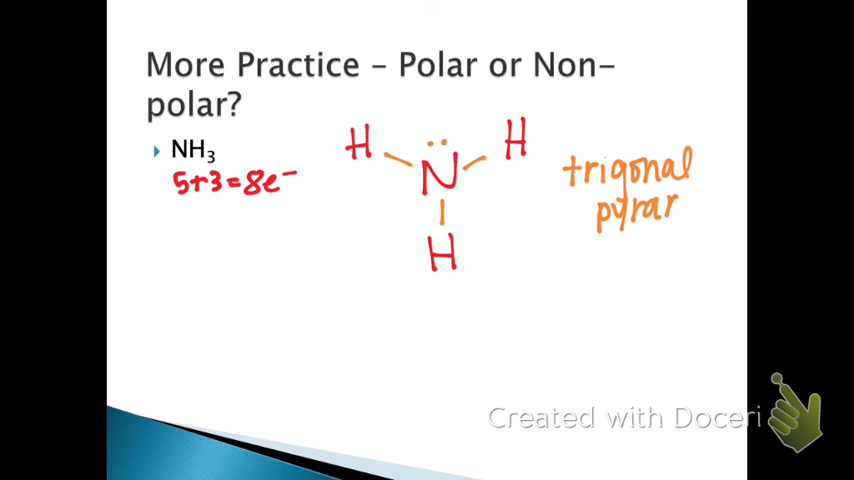 More Practice – Polar or Non-
polar?
NH₃
5+3=8e⁻
H
H
N
H
trigonal
pyrar
Created with Doceri